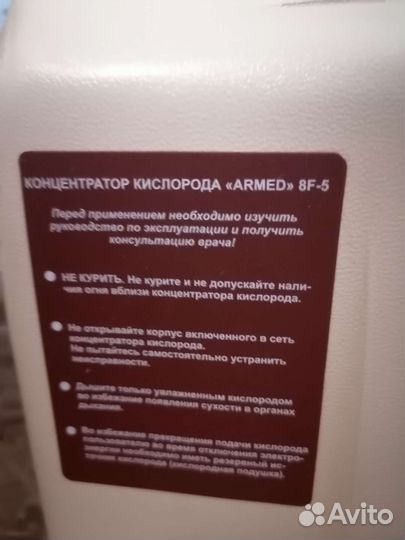 КОНЦЕНТРАТОР КИСЛОРОДА «ARMED» 8F-5
Перед применением необходимо изучить
руководство по эксплуатации и получить
консультацию врача!
НЕ КУРИТЬ. Не курите и не допускайте нали-
чия огня вблизи концентратора кислорода.
Не открывайте корпус включенного в сеть
концентратора кислорода.
Не пытайтесь самостоятельно устранить
неисправности.
Дышите только увлажненным кислородом
во избежание появления сухости в органах
дыхания.
Во избежание прекращения подачи кислорода
пользователю во время отключения электро-
энергии необходимо иметь резервный ис-
точник кислорода (кислородная подушка).
Avito